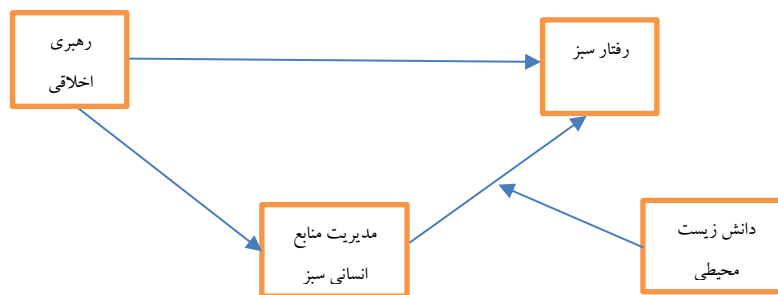 رهبری
اخلاقی
رفتار سبز
مدیریت منابع
انسانی سبز
دانش زیست
محیطی